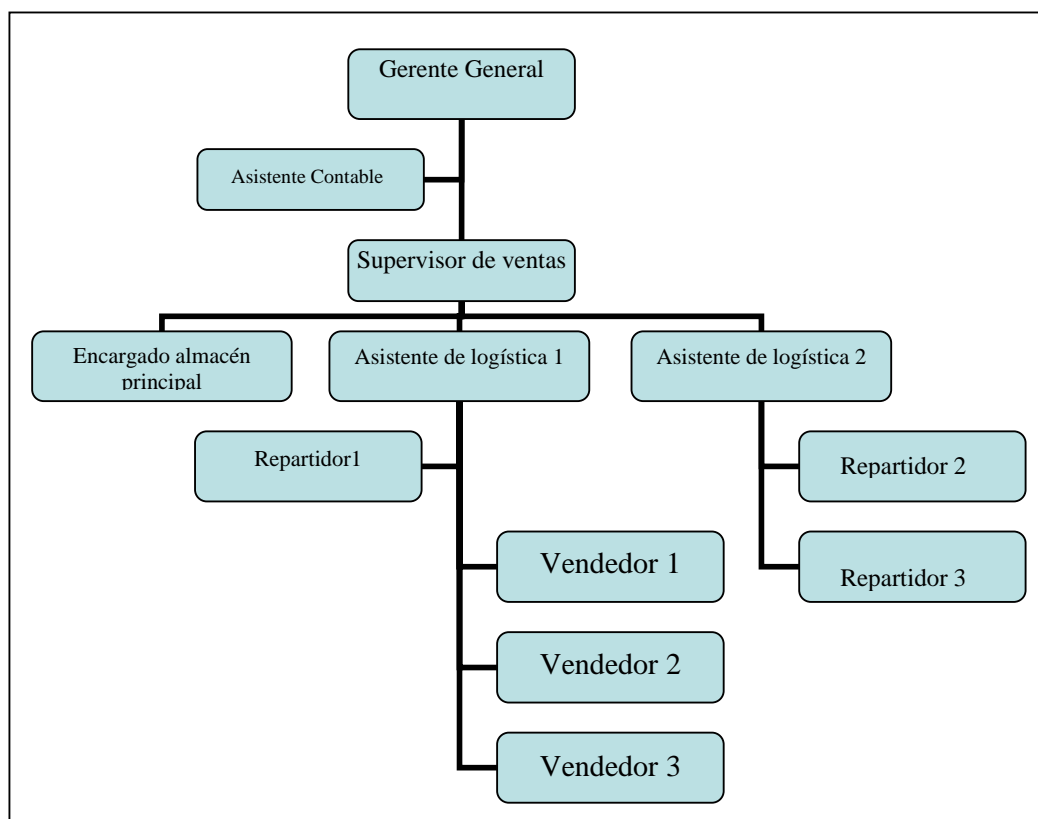 Gerente General
Asistente Contable
Supervisor de ventas
Encargado almacén
principal
Asistente de logística 1
Asistente de logística 2
Repartidor1
Repartidor 2
Vendedor 1
Repartidor 3
Vendedor 2
Vendedor 3